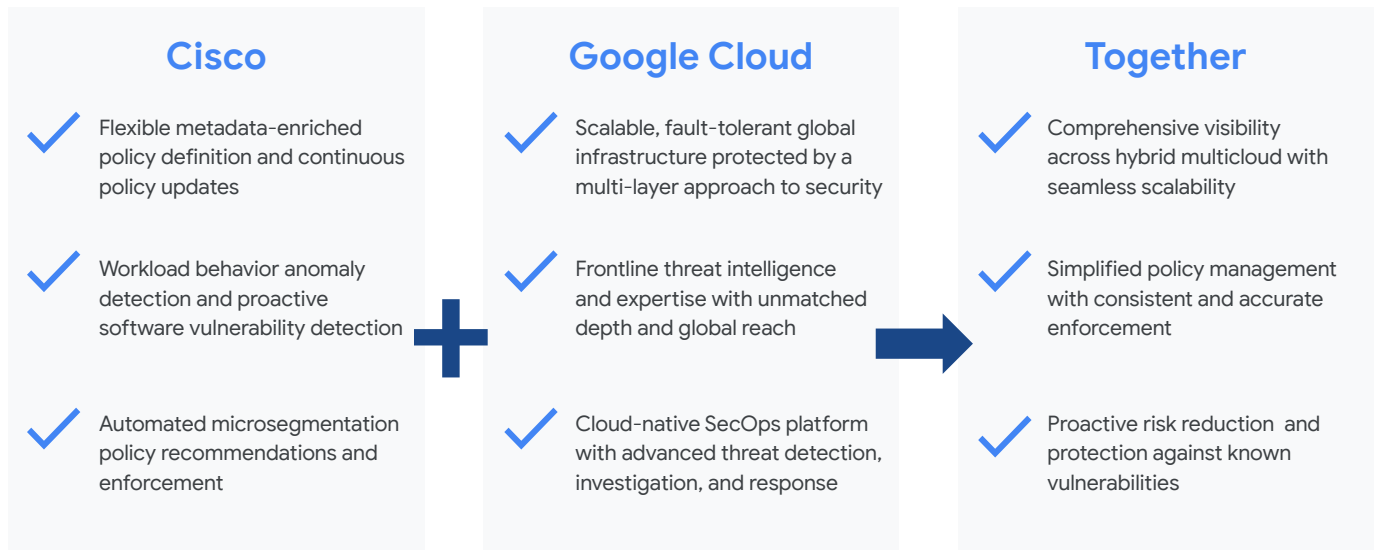 Cisco
Flexible metadata-enriched
policy definition and continuous
policy updates
Workload behavior anomaly
detection and proactive
software vulnerability detection
Automated microsegmentation
policy recommendations and
enforcement
Google Cloud
Scalable, fault-tolerant global
infrastructure protected by a
multi-layer approach to security
Frontline threat intelligence
and expertise with unmatched
depth and global reach
Cloud-native SecOps platform
with advanced threat detection,
investigation, and response
Together
Comprehensive visibility
across hybrid multicloud with
seamless scalability
Simplified policy management
with consistent and accurate
enforcement
Proactive risk reduction and
protection against known
vulnerabilities